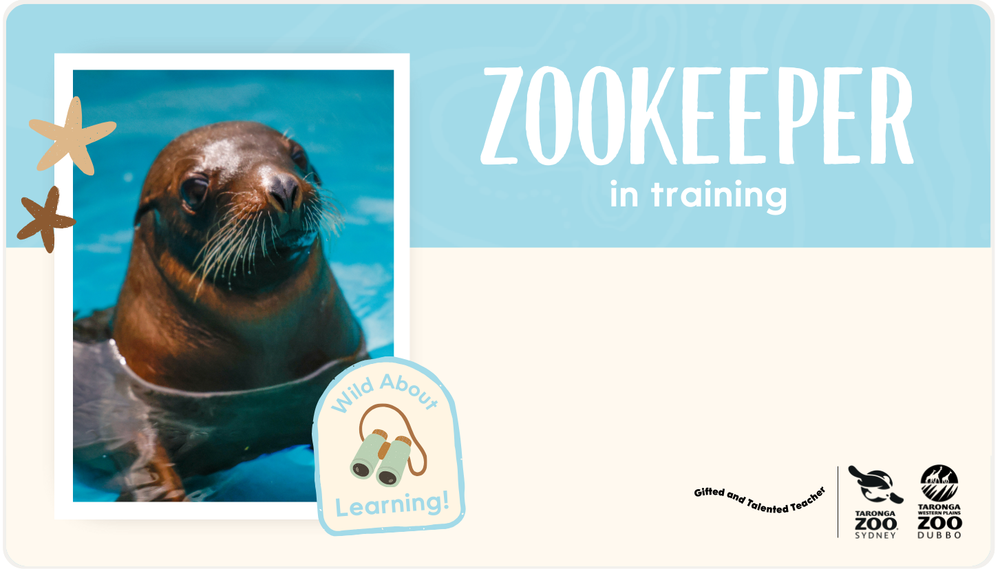 ZOOKEEPER
in training
Wild About
Learning!
Gifted and Talented Teacher
TARONGA
ZOO
SYDNEY
TARONGA
WESTERN PLAINS
ZOO
DUBBO